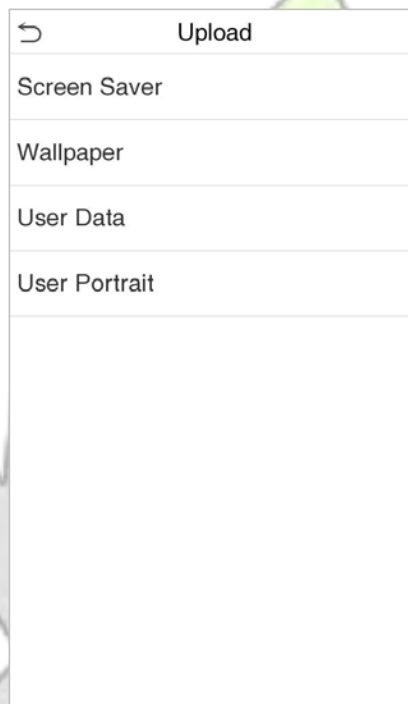 Upload
Screen Saver
Wallpaper
User Data
User Portrait